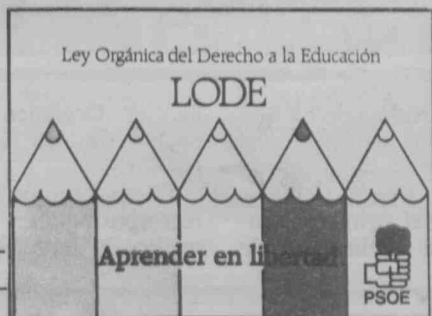 Ley Orgánica del Derecho a la Educación
LODE
Aprender en libertad
PSOE